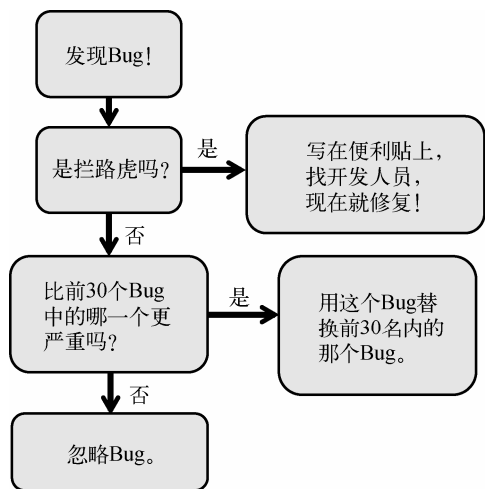 发现Bug!
是拦路虎吗?
是
写在便利贴上,
找开发人员,
现在就修复!
否
比前30个Bug
中的哪一个更
严重吗?
是
用这个Bug替
换前30名内的
那个Bug。
否
忽略Bug。